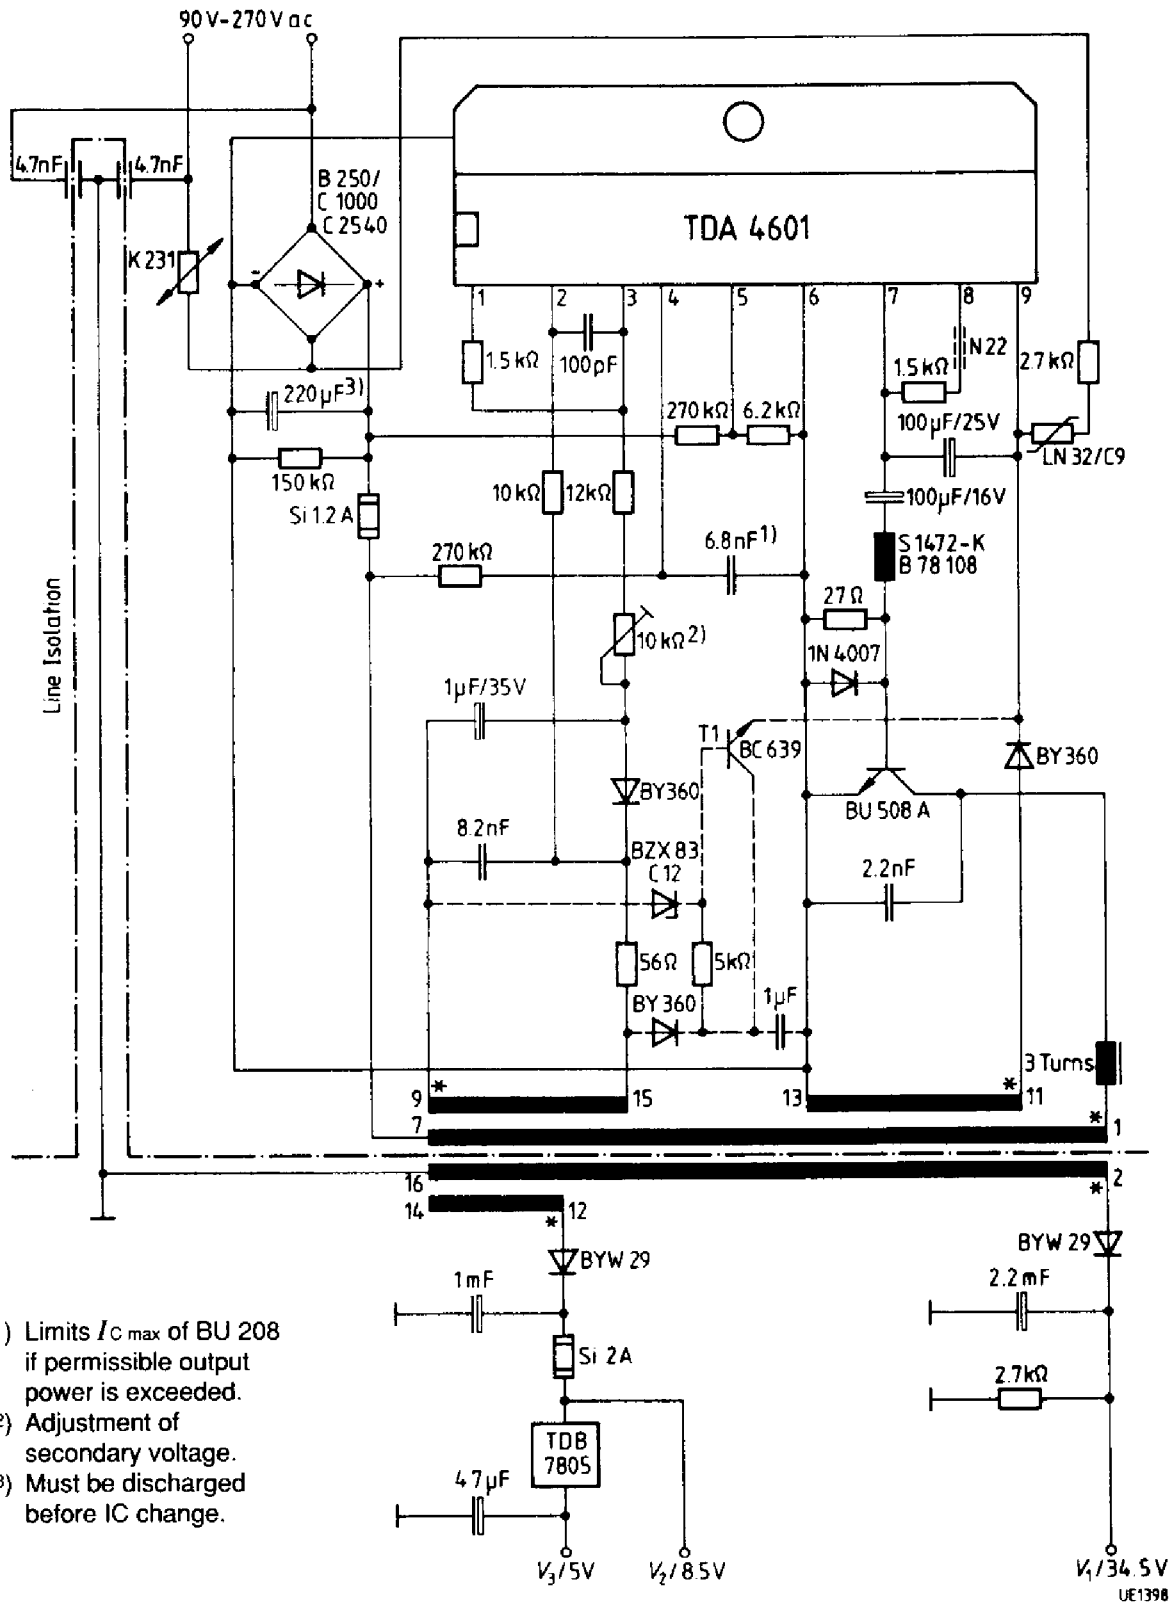 90V-270V ac
4.7nF
4.7nF
B 250/
C 1000
C 2540
K 231
-
+
TDA 4601
1
2
3
4
5
6
7
8
9
1.5kΩ
100pF
N 22
1.5kΩ
2.7kΩ
220µF3)
270kΩ
6.2kΩ
100µF/25V
LN 32/C9
150kΩ
10kΩ
12kΩ
100µF/16V
Si 1.2 A
S 1472-K
B 78 108
270kΩ
6.8nF1)
27Ω
Line Isolation
10kΩ2)
1N 4007
1µF/35V
T1
BC 639
BY 360
BY360
BU 508 A
8.2nF
BZX 83
C 12
2.2nF
56Ω
5kΩ
BY 360
1µF
3 Turns
*
*
9
15
13
11
7
*
1
16
2
*
14
12
*
BYW 29
BYW 29
1mF
2.2mF
Si 2A
2.7kΩ
TDB
7805
47µF
V3/5V
V2/8.5V
V1/34.5V
UE1398
) Limits IC max of BU 208
if permissible output
power is exceeded.
2) Adjustment of
secondary voltage.
3) Must be discharged
before IC change.